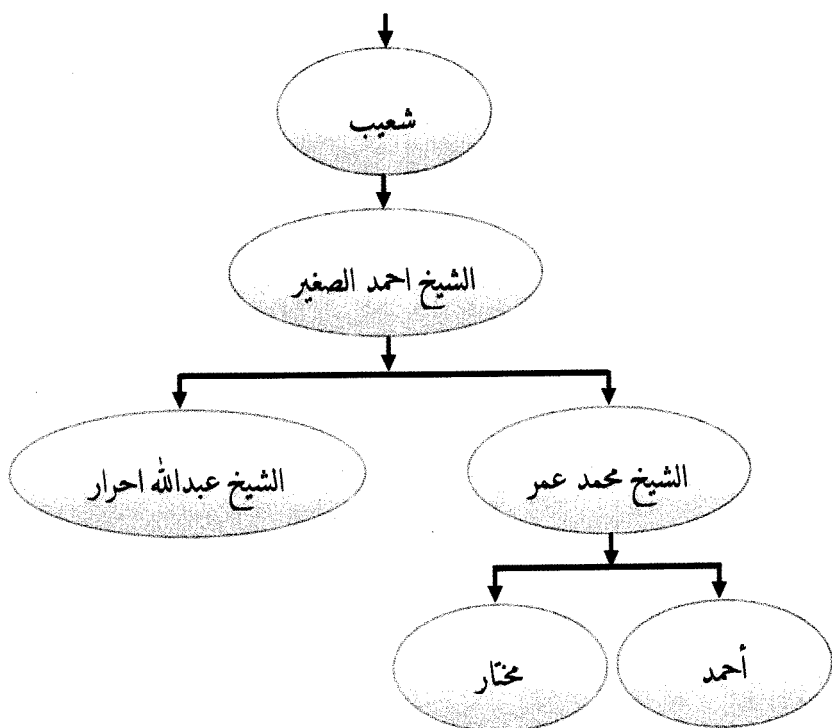 شعيب
الشيخ احمد الصغير
الشيخ محمد عمر
الشيخ عبدالله احرار
أحمد
مختار